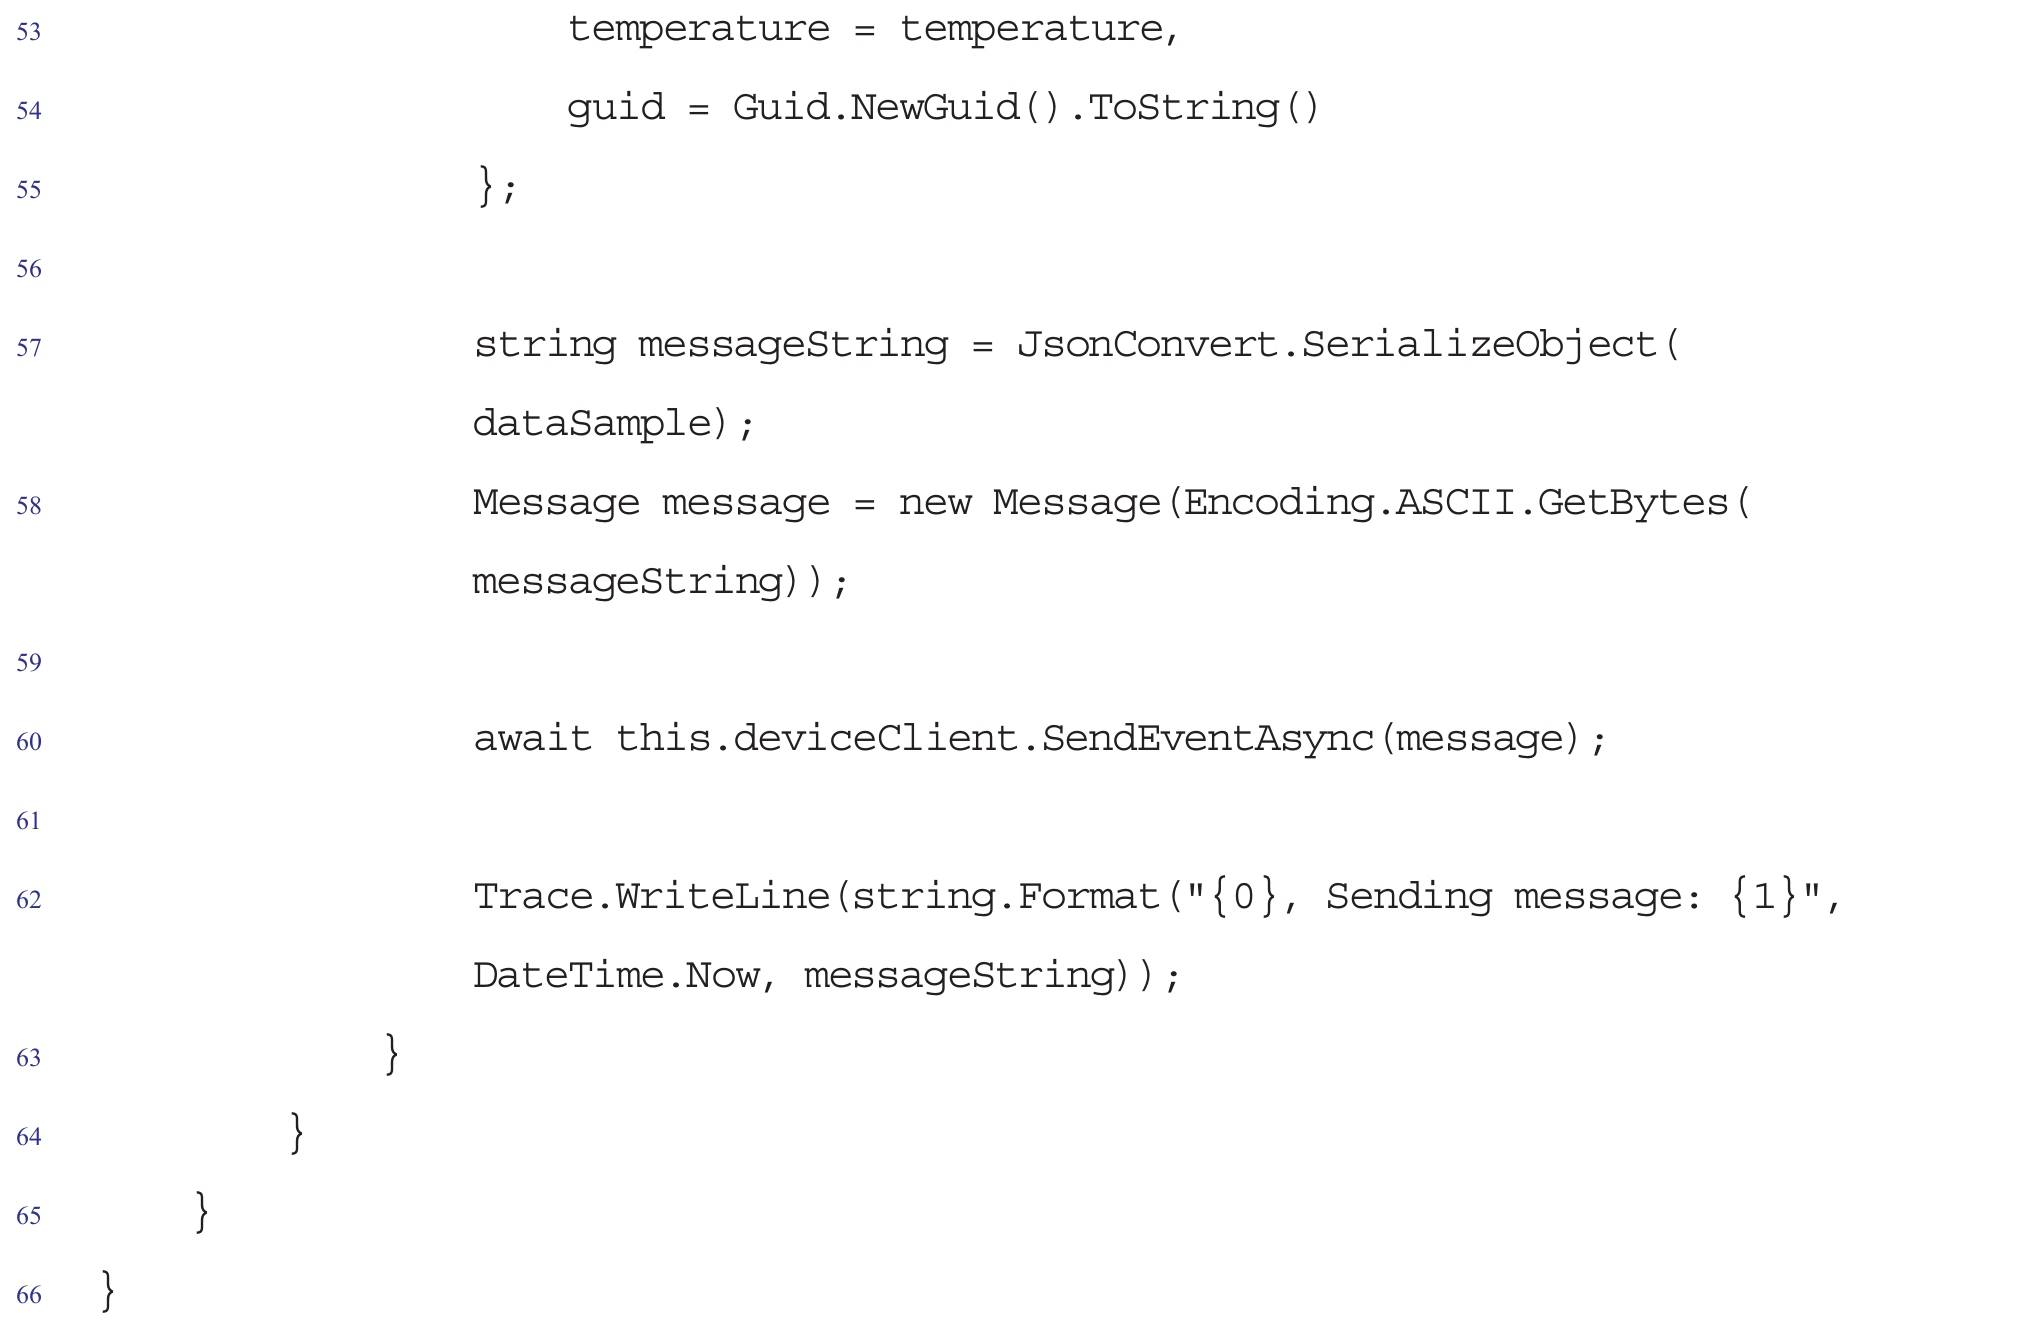 53 temperature = temperature,
54 guid = Guid.NewGuid().ToString()
55 };
56
57 string messageString = JsonConvert.SerializeObject(
dataSample);
58 Message message = new Message(Encoding.ASCII.GetBytes(
messageString));
59
60 await this.deviceClient.SendEventAsync(message);
61
62 Trace.WriteLine(string.Format("{0}, Sending message: {1}",
DateTime.Now, messageString));
63 }
64 }
65 }
66 }